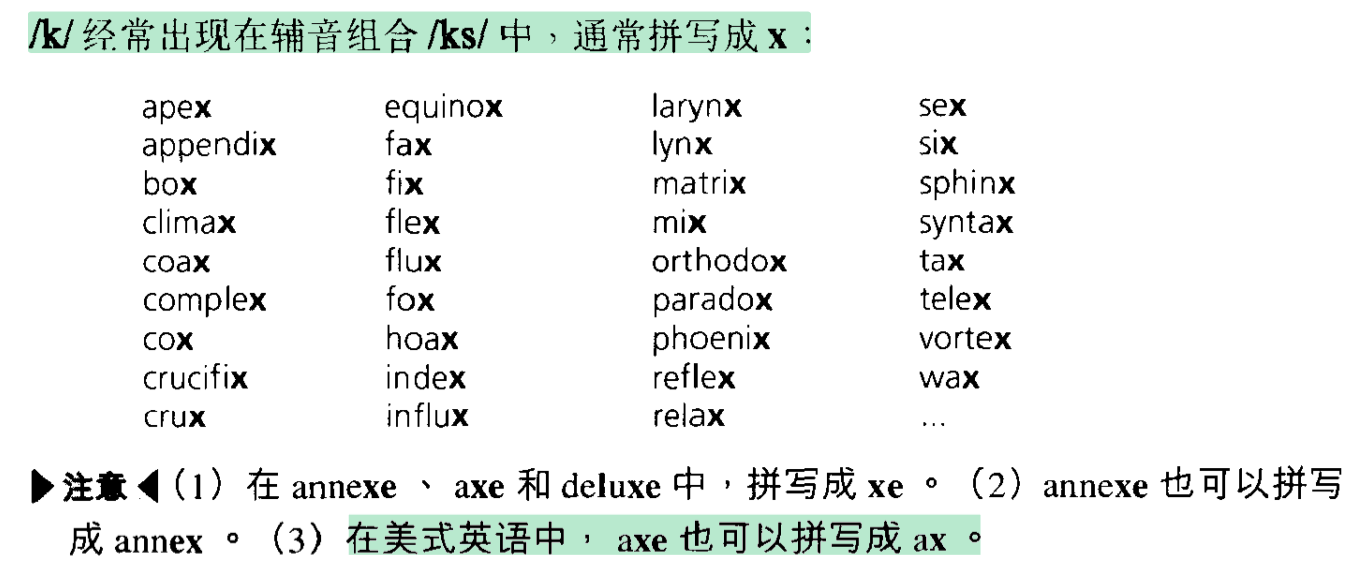 /k/ 经常出现在辅音组合 /ks/ 中，通常拼写成 x：
apex equinox larynx sex
appendix fax lynx six
box fix matrix sphinx
climax flex mix syntax
coax flux orthodox tax
complex fox paradox telex
cox hoax phoenix vortex
crucifix index reflex wax
crux influx relax ...
▶注意◀（1）在 annexe 、 axe 和 deluxe 中，拼写成 xe 。（2）annexe 也可以拼写
成 annex 。（3）在美式英语中， axe 也可以拼写成 ax 。